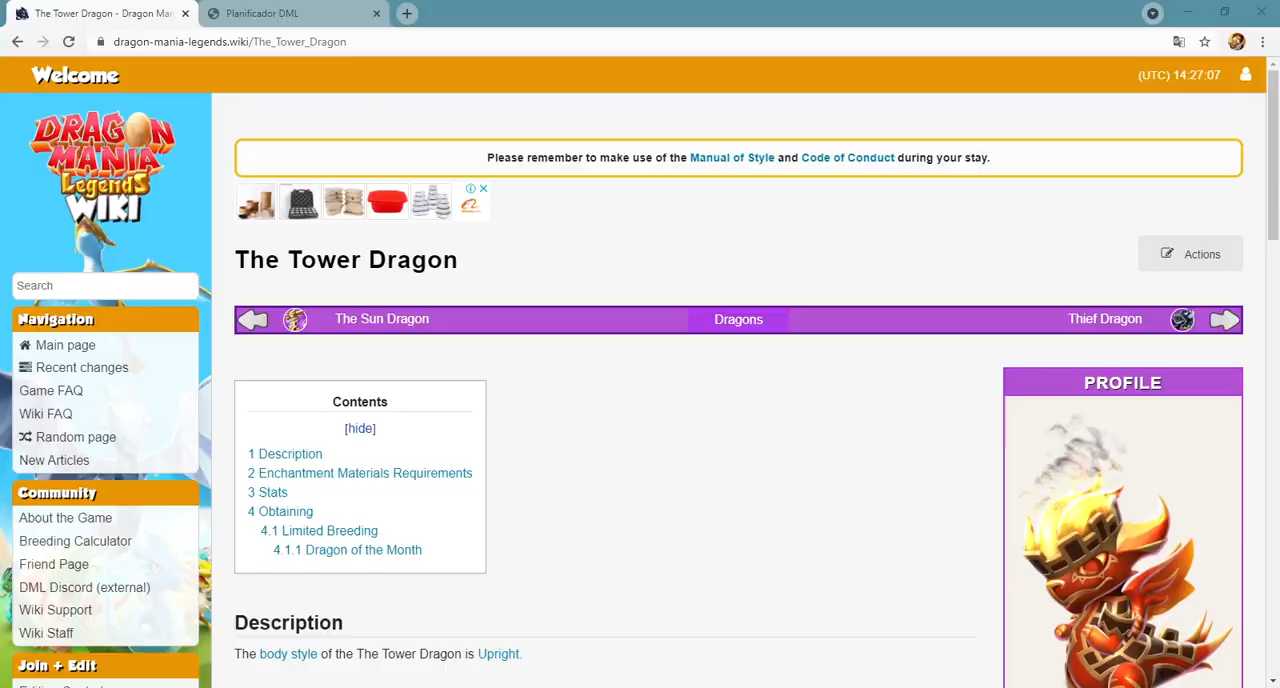 The Tower Dragon - Dragon Man
Planificador DML
dragon-mania-legends.wiki/The_Tower_Dragon
Welcome
(UTC) 14:27:07
DRAGON
MANIA
Legends
WIKI
Please remember to make use of the Manual of Style and Code of Conduct during your stay.
The Tower Dragon
Actions
Search
The Sun Dragon
Dragons
Thief Dragon
Navigation
Main page
Recent changes
Game FAQ
Wiki FAQ
Random page
New Articles
Contents
[hide]
1 Description
2 Enchantment Materials Requirements
3 Stats
4 Obtaining
4.1 Limited Breeding
4.1.1 Dragon of the Month
PROFILE
Community
About the Game
Breeding Calculator
Friend Page
DML Discord (external)
Wiki Support
Wiki Staff
Join + Edit
Description
The body style of the The Tower Dragon is Upright.